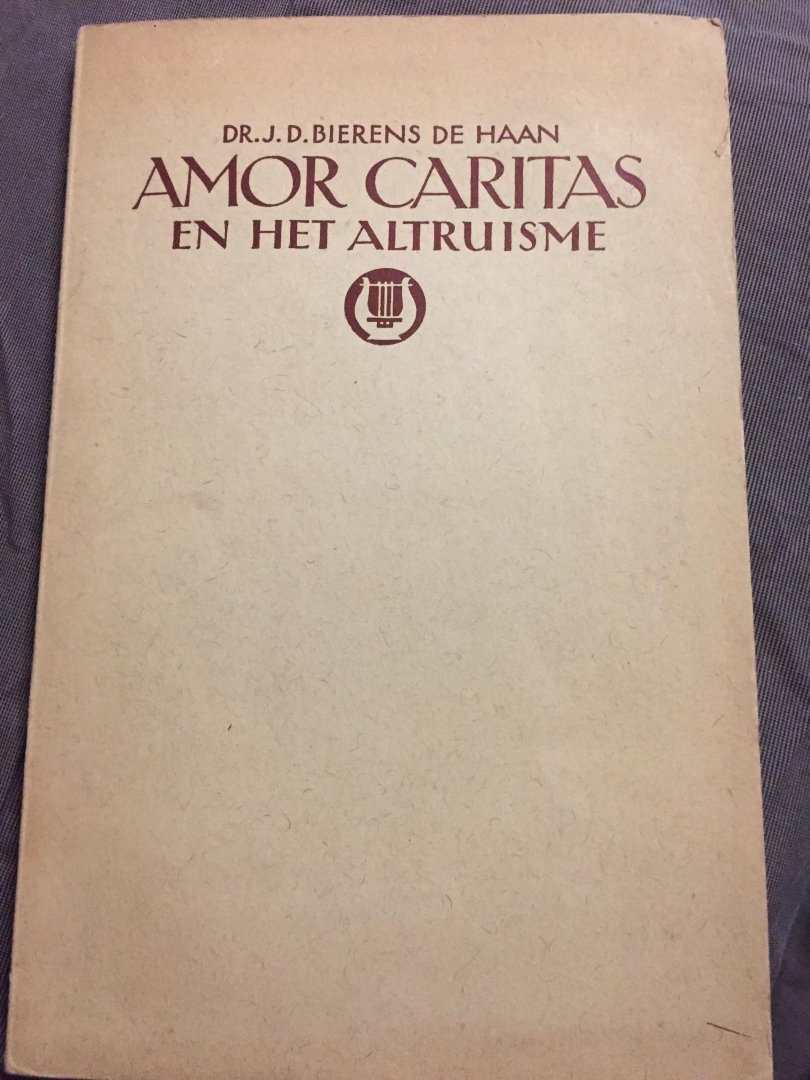 DR. J. D. BIERENS DE HAAN
AMOR CARITAS
EN HET ALTRUISME